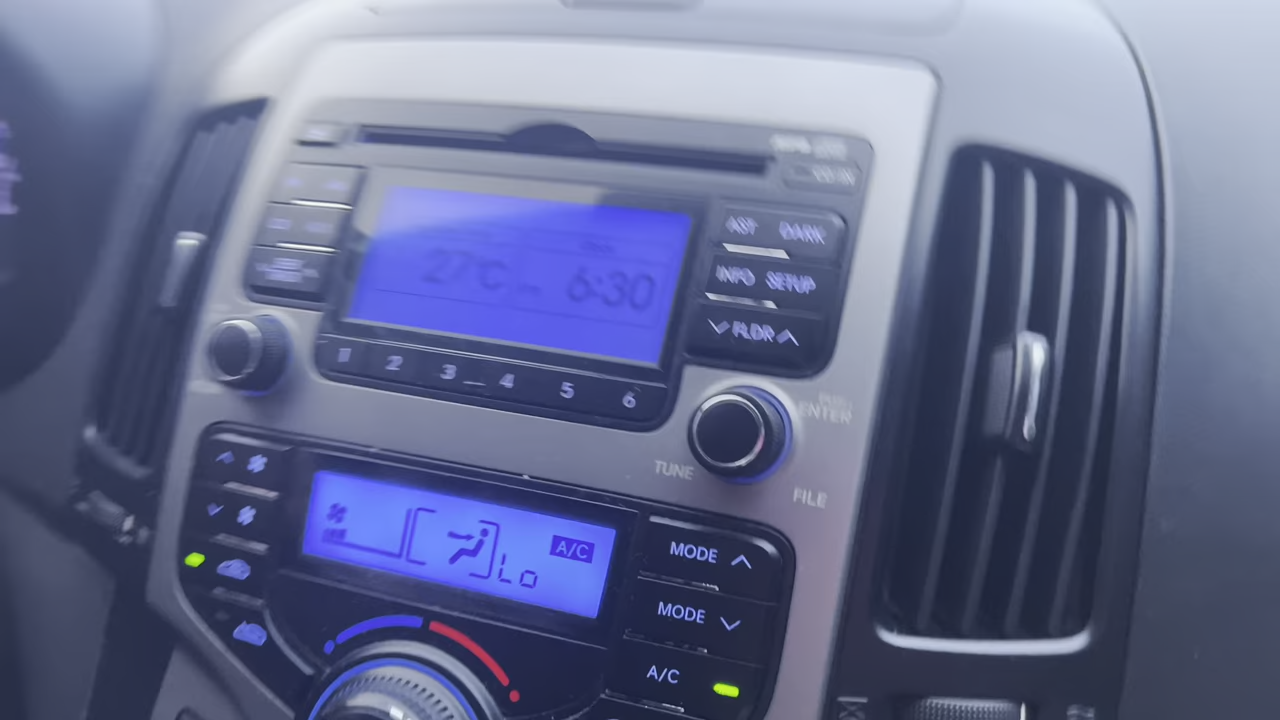 AST DARK
27°C 6:30
INFO SETUP
FLDR
1 2 3 4 5 6
ENTER
TUNE
FILE
A/C
Lo
MODE
MODE
A/C